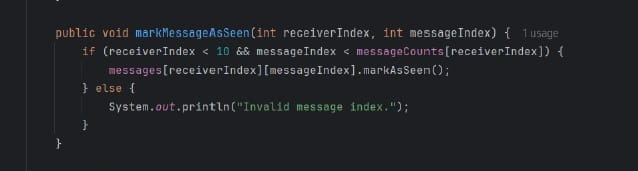 public void markMessageAsSeen(int receiverIndex, int messageIndex) { 1 usage
if (receiverIndex < 10 && messageIndex < messageCounts[receiverIndex]) {
messages[receiverIndex][messageIndex].markAsSeen();
} else {
System.out.println("Invalid message index.");
}
}